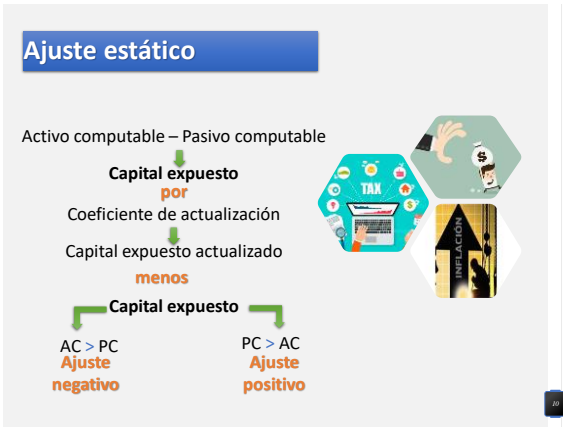 Ajuste estático
Activo computable – Pasivo computable
Capital expuesto
por
Coeficiente de actualización
Capital expuesto actualizado
menos
Capital expuesto
AC > PC
Ajuste
negativo
PC > AC
Ajuste
positivo
TAX
$
$
INFLACIÓN
10